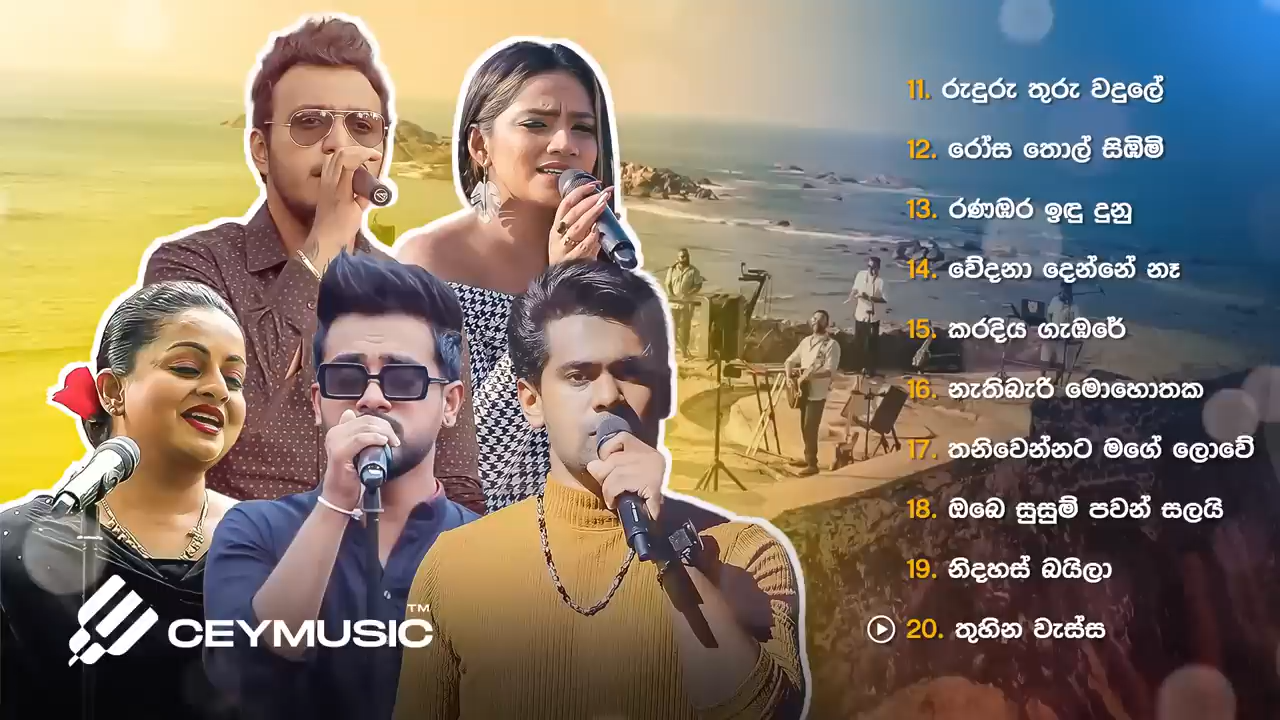 11. රුදුරු තුරු වදුලේ
12. රෝස තොල් සිඹිමි
13. රණඹර ඉඳු දුනු
14. වේදනා දෙන්නේ නෑ
15. කරදිය ගැඹරේ
16. නැතිබැරි මොහොතක
17. තනිවෙන්නට මගේ ලොවේ
18. ඔබෙ සුසුම් පවන් සලයි
19. නිදහස් බයිලා
20. තුහින වැස්ස
CEYMUSIC™